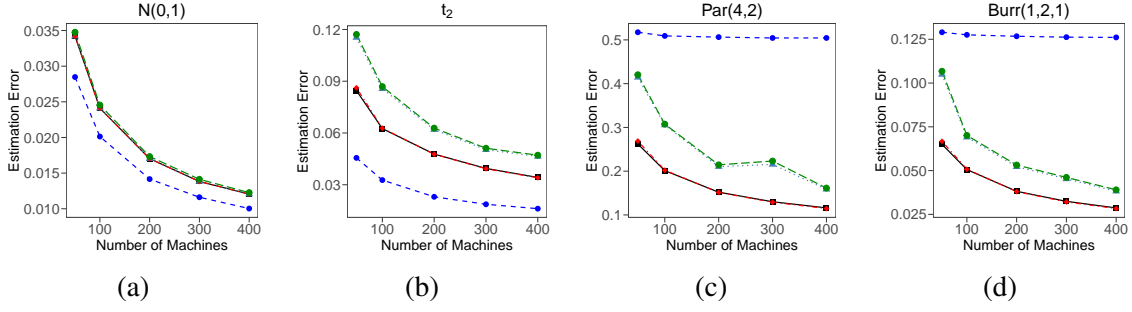 N(0,1)
Estimation Error
0.035
0.030
0.025
0.020
0.015
0.010
100 200 300 400
Number of Machines
(a)
t2
Estimation Error
0.12
0.09
0.06
0.03
100 200 300 400
Number of Machines
(b)
Par(4,2)
Estimation Error
0.5
0.4
0.3
0.2
0.1
100 200 300 400
Number of Machines
(c)
Burr(1,2,1)
Estimation Error
0.125
0.100
0.075
0.050
0.025
100 200 300 400
Number of Machines
(d)